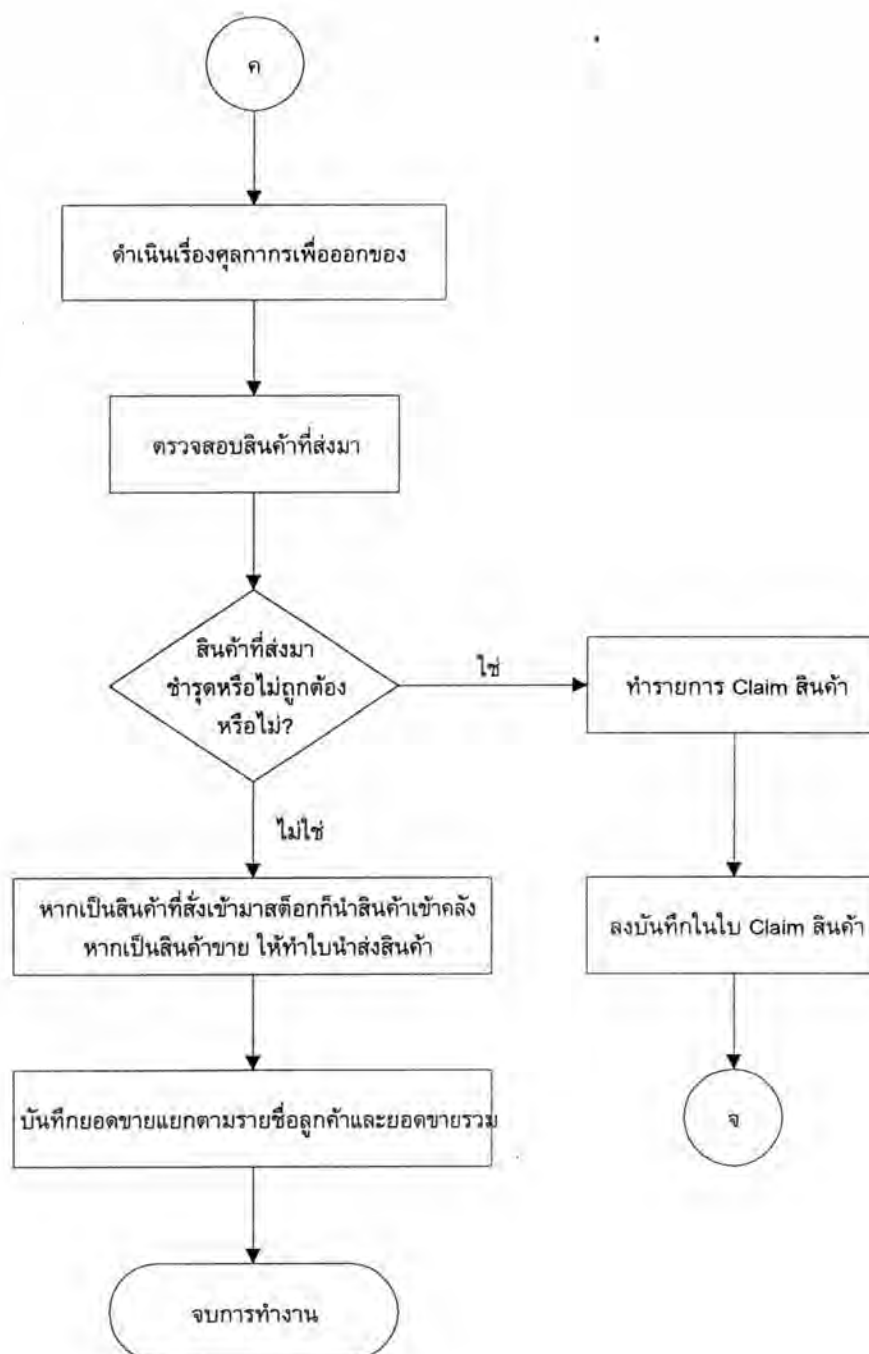 ค
ดำเนินเรื่องศุลกากรเพื่อออกของ
ตรวจสอบสินค้าที่ส่งมา
สินค้าที่ส่งมา
ชำรุดหรือไม่ถูกต้อง
หรือไม่?
ใช่
ทำรายการ Claim สินค้า
ไม่ใช่
หากเป็นสินค้าที่สั่งเข้ามาสต็อกก็นำสินค้าเข้าคลัง
หากเป็นสินค้าขาย ให้ทำใบนำส่งสินค้า
ลงบันทึกในใบ Claim สินค้า
บันทึกยอดขายแยกตามรายชื่อลูกค้าและยอดขายรวม
จ
จบการทำงาน